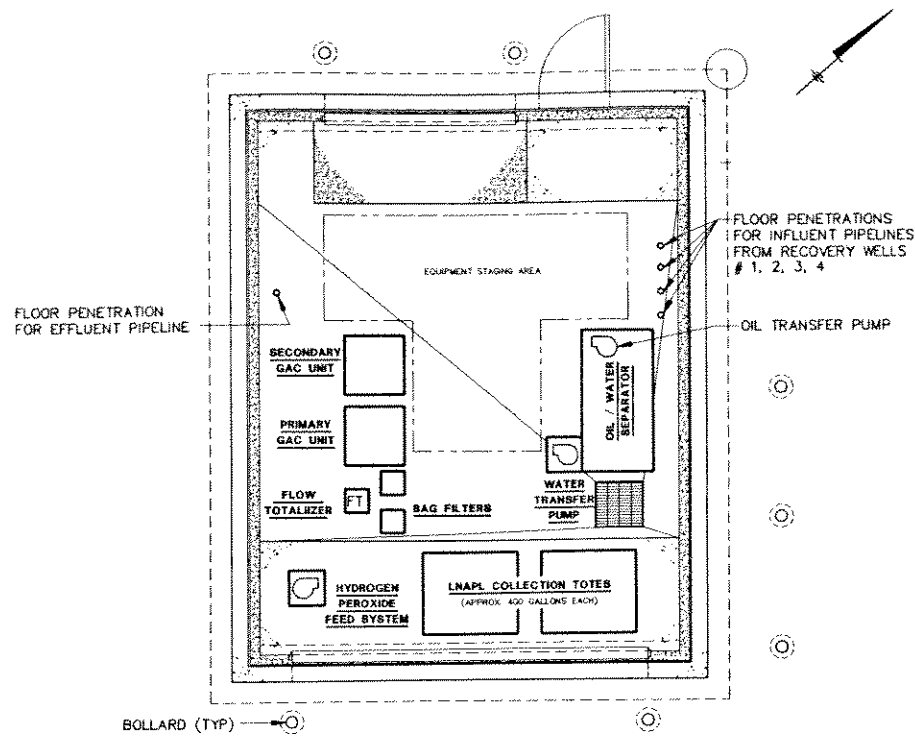 FLOOR PENETRATIONS
FOR INFLUENT PIPELINES
FROM RECOVERY WELLS
# 1, 2, 3, 4
EQUIPMENT STAGING AREA
FLOOR PENETRATION
FOR EFFLUENT PIPELINE
OIL TRANSFER PUMP
SECONDARY
GAC UNIT
OIL / WATER
SEPARATOR
PRIMARY
GAC UNIT
FLOW
TOTALIZER
FT
BAG FILTERS
WATER
TRANSFER
PUMP
HYDROGEN
PEROXIDE
FEED SYSTEM
LNAPL COLLECTION TOTES
(APPROX 400 GALLONS EACH)
BOLLARD (TYP)